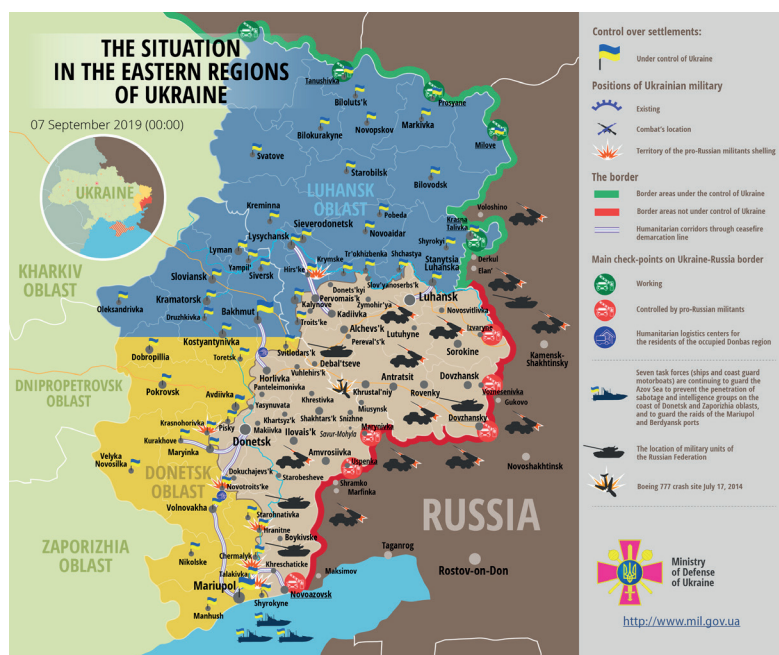 THE SITUATION
IN THE EASTERN REGIONS
OF UKRAINE
07 September 2019 (00:00)
UKRAINE
KHARKIV
OBLAST
DNIPROPETROVSK
OBLAST
ZAPORIZHIA
OBLAST
LUHANSK
OBLAST
DONETSK
OBLAST
RUSSIA
Tanushivka
Prosyane
Milove
Biloluts'k
Bilokurakyne
Novopskov
Markivka
Svatove
Starobilsk
Bilovodsk
Kreminna
Sieverodonetsk
Lysychansk
Pobeda
Novoaidar
Krasna
Talivka
Voloshino
Lyman
Yampil'
Siversk
Hirs'ke
Krymske
Tr'okhizbenka
Shchastya
Shyrokyi
Stanytsia
Luhanska
Derkul
Elan'
Sloviansk
Kramatorsk
Druzhkivka
Oleksandrivka
Bakhmut
Kostyantynivka
Donets'kyi
Pervomais'k
Slov'yanoserbs'k
Zymohir'ya
Kalynove
Kadiivka
Luhansk
Novosvitlivka
Troits'ke
Alchevs'k
Pereval's'k
Lutuhyne
Izvaryne
Sorokine
Kamensk-
Shakhtinsky
Dobropillia
Toretsk
Svitlodars'k
Debal'tseve
Vuhlehirs'k
Horlivka
Panteleimonivka
Antratsit
Dovzhansk
Pokrovsk
Avdiivka
Yasynuvata
Khrestivka
Khrustal'niy
Rovenky
Voznesenivka
Gukovo
Miusynsk
Krasnohorivka
Pisky
Khartsyz'k
Makiivka
Shakhtars'k
Snizhne
Savur-Mohyla
Marynivka
Dovzhansky
Kurakhove
Maryinka
Donetsk
Ilovais'k
Amvrosiivka
Uspenka
Novoshakhtinsk
Velyka
Novosilka
Dokuchajevs'k
Starobesheve
Novotroits'ke
Shramko
Marfinka
Volnovakha
Starohnativka
Hranitne
Boykivske
Nikolske
Chermalyk
Khreschaticke
Talakivka
Maksimov
Taganrog
Rostov-on-Don
Mariupol
Novoazovsk
Shyrokyne
Manhush
Control over settlements:
Under control of Ukraine
Positions of Ukrainian military
Existing
Combat's location
Territory of the pro-Russian militants shelling
The border
Border areas under the control of Ukraine
Border areas not under control of Ukraine
Humanitarian corridors through ceasefire
demarcation line
Main check-points on Ukraine-Russia border
Working
Controlled by pro-Russian militants
Humanitarian logistics centers for
the residents of the occupied Donbas region
Seven task forces (ships and coast guard
motorboats) are continuing to guard the
Azov Sea to prevent the penetration of
sabotage and intelligence groups on the
coast of Donetsk and Zaporizhia oblasts,
and to guard the raids of the Mariupol
and Berdyansk ports
The location of military units of
the Russian Federation
Boeing 777 crash site July 17, 2014
Ministry
of Defense
of Ukraine
http://www.mil.gov.ua